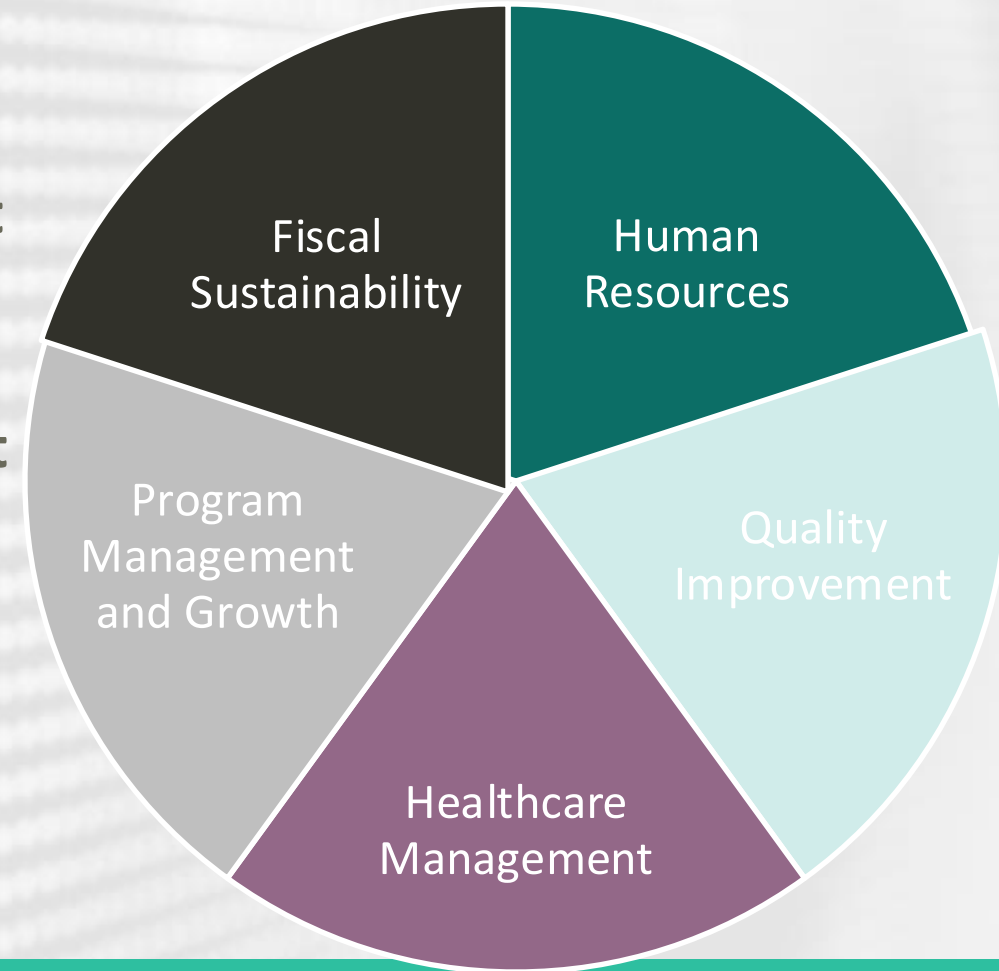 Fiscal
Sustainability
Human
Resources
Program
Management
and Growth
Quality
Improvement
Healthcare
Management